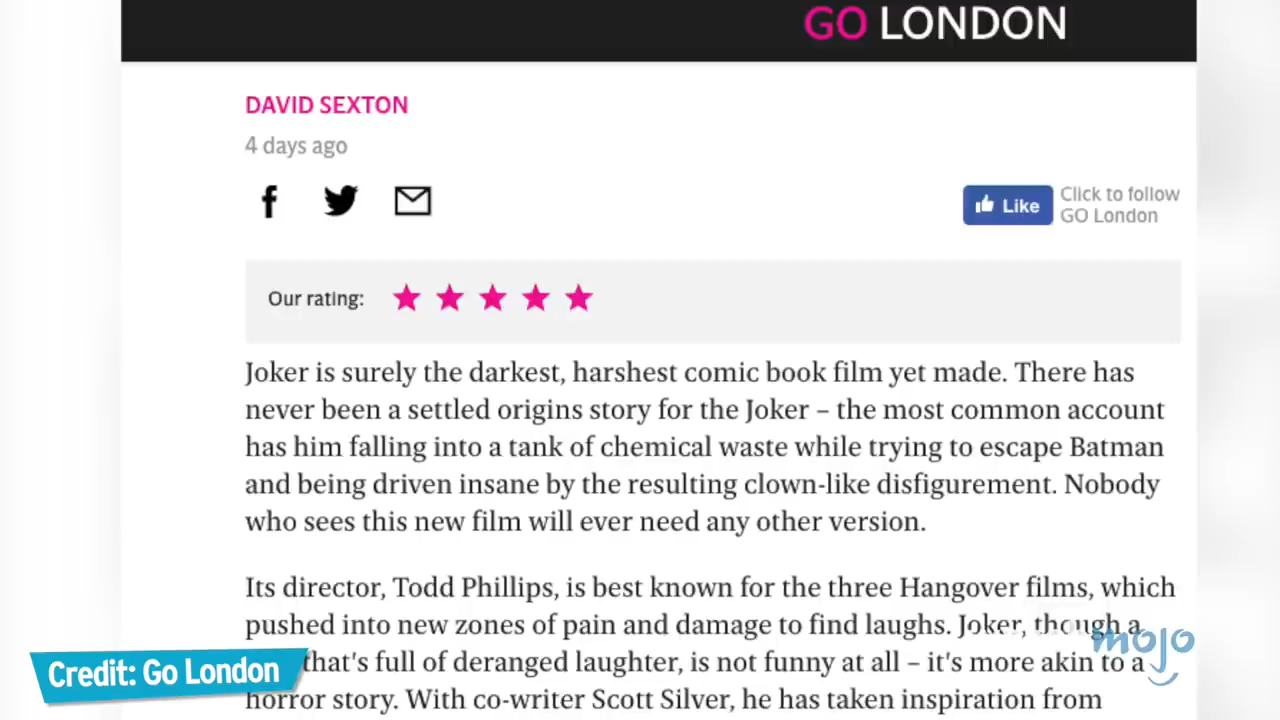 GO LONDON
DAVID SEXTON
4 days ago
Like
Click to follow
GO London
Our rating:
Joker is surely the darkest, harshest comic book film yet made. There has
never been a settled origins story for the Joker – the most common account
has him falling into a tank of chemical waste while trying to escape Batman
and being driven insane by the resulting clown-like disfigurement. Nobody
who sees this new film will ever need any other version.
Its director, Todd Phillips, is best known for the three Hangover films, which
pushed into new zones of pain and damage to find laughs. Joker, though a
that's full of deranged laughter, is not funny at all – it's more akin to a
horror story. With co-writer Scott Silver, he has taken inspiration from
Credit: Go London
mojo